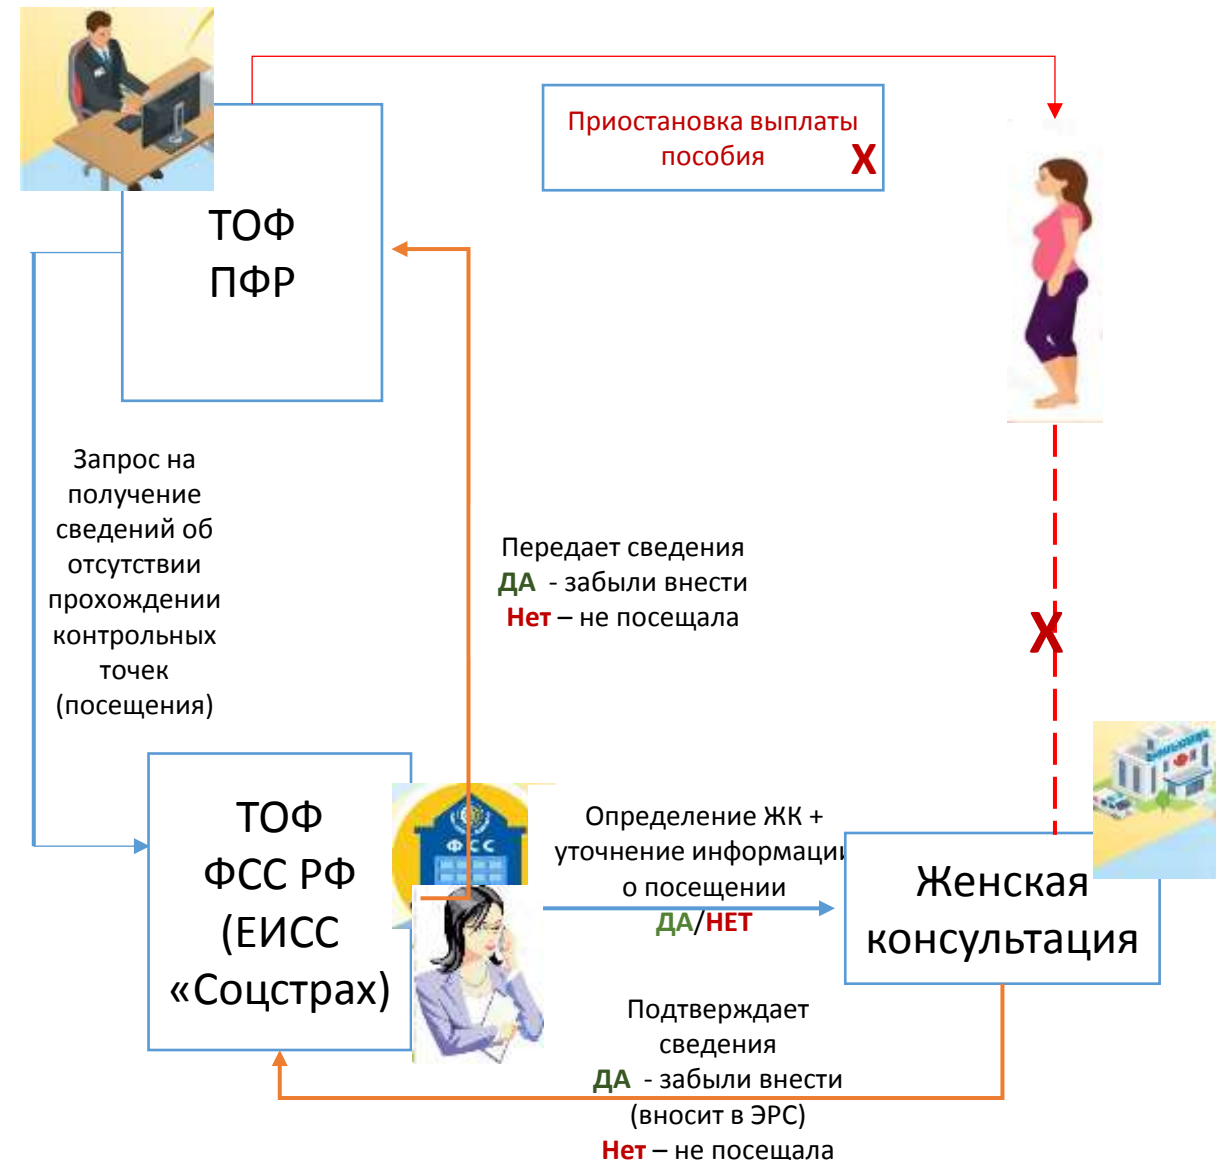 Приостановка выплаты
пособия X
ТОФ
ПФР
Запрос на
получение
сведений об
отсутствии
прохождении
контрольных
точек
(посещения)
Передает сведения
ДА - забыли внести
Нет – не посещала
X
ТОФ
ФСС РФ
(ЕИСС
«Соцстрах)
ФСС
Определение ЖК +
уточнение информации
о посещении
ДА/НЕТ
Женская
консультация
Подтверждает
сведения
ДА - забыли внести
(вносит в ЭРС)
Нет – не посещала